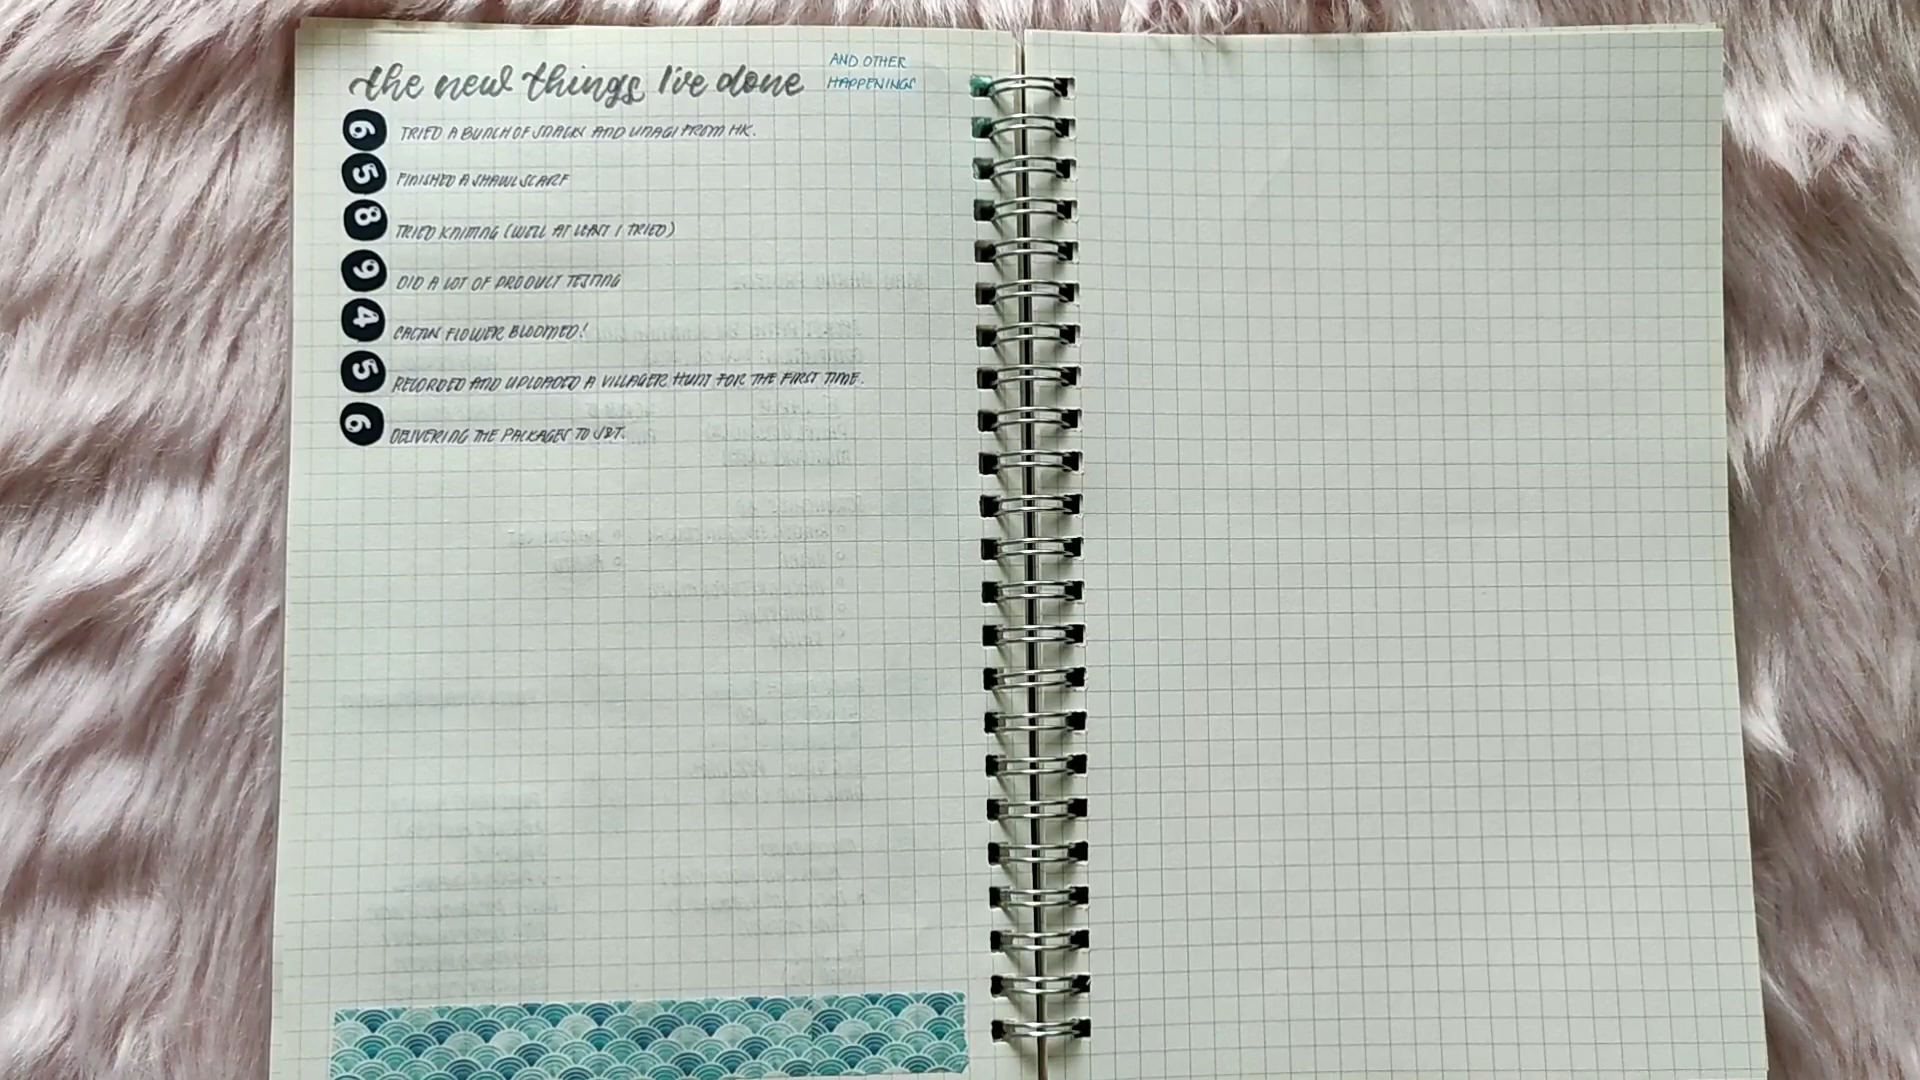 the new things I've done
AND OTHER
HAPPENINGS
6 TRIED A BUNCH OF SNACKS AND UNAGI FROM HK.
5 FINISHED A SHAWL SCARF
8 TRIED KNITTING (WELL AT LEAST I TRIED)
9 DID A LOT OF PRODUCT TESTING
4 CACTUS FLOWER BLOOMED!
5 RECORDED AND UPLOADED A VILLAGER HUNT FOR THE FIRST TIME.
6 DELIVERING THE PACKAGES TO J&T.